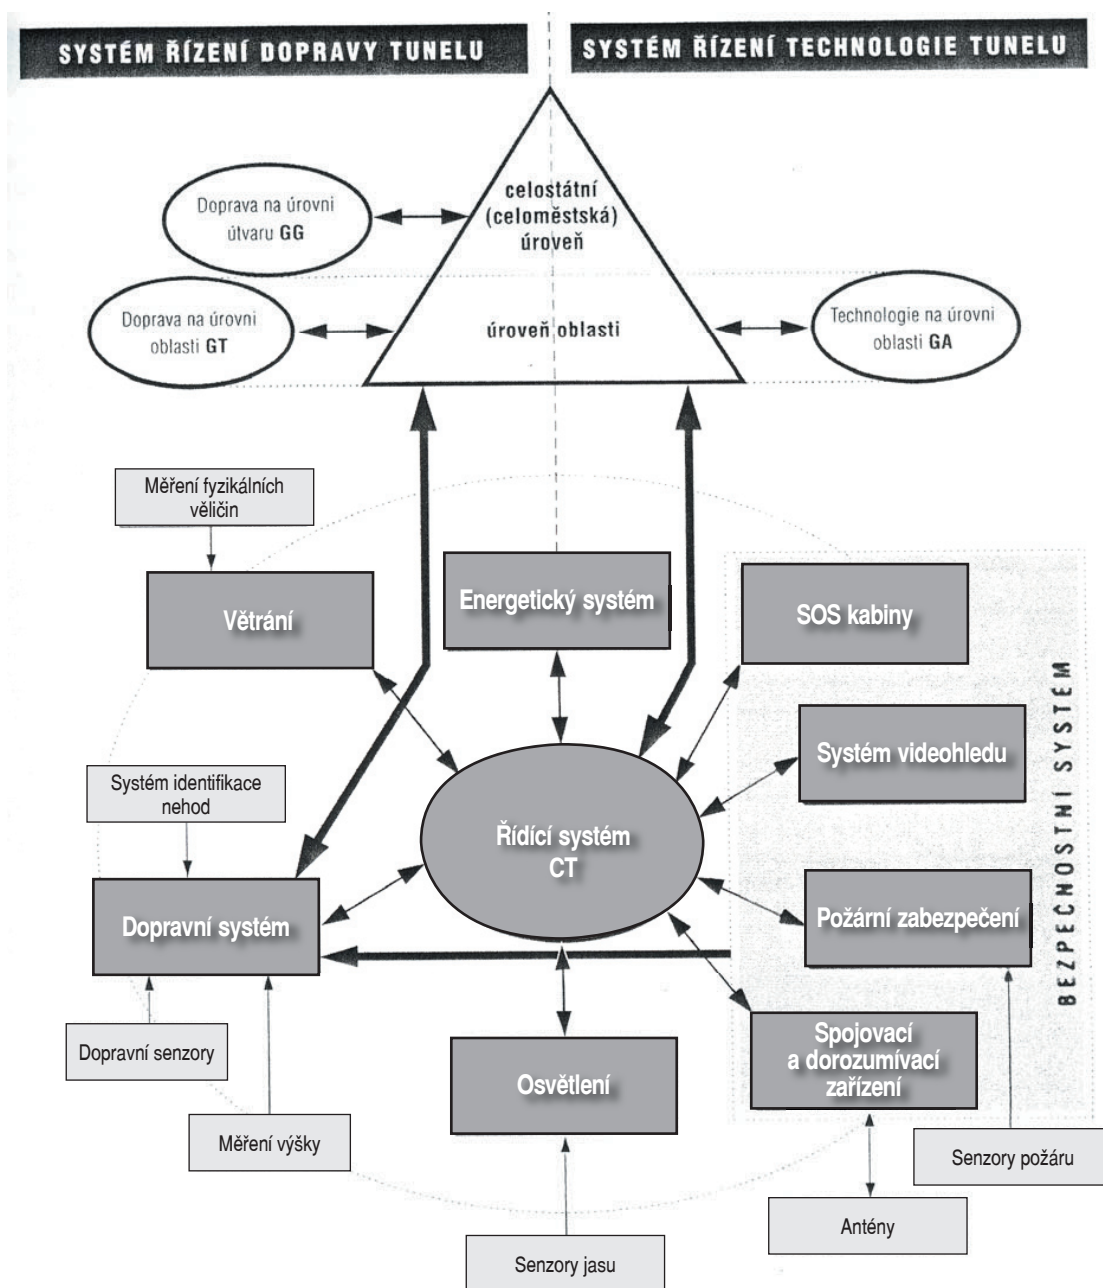 SYSTÉM ŘÍZENÍ DOPRAVY TUNELU
SYSTÉM ŘÍZENÍ TECHNOLOGIE TUNELU
celostátní
(celoměstská)
úroveň
Doprava na úrovni
útvaru GG
Doprava na úrovni
oblasti GT
úroveň oblasti
Technologie na úrovni
oblasti GA
Měření fyzikálních
věličin
Větrání
Energetický systém
SOS kabiny
Systém videohledu
Systém identifikace
nehod
Řídící systém
CT
Dopravní systém
Požární zabezpečení
BEZPEČNOSTNÍ SYSTÉM
Dopravní senzory
Osvětlení
Spojovací
a dorozumívací
zařízení
Měření výšky
Senzory požáru
Antény
Senzory jasu